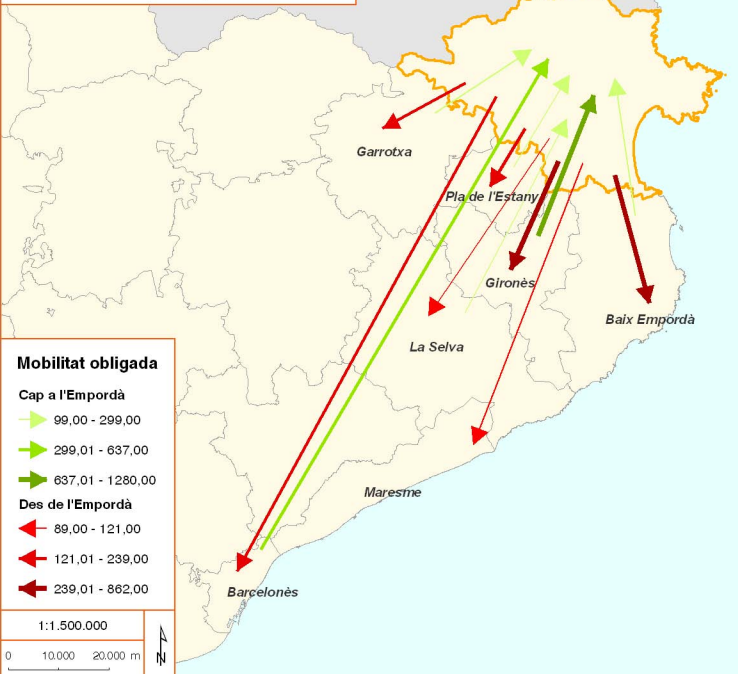 Garrotxa
Pla de l'Estany
Gironès
Baix Empordà
La Selva
Mobilitat obligada
Cap a l'Empordà
99,00 - 299,00
299,01 - 637,00
637,01 - 1280,00
Des de l'Empordà
89,00 - 121,00
121,01 - 239,00
239,01 - 862,00
Maresme
Barcelonès
1:1.500.000
0 10.000 20.000 m
N